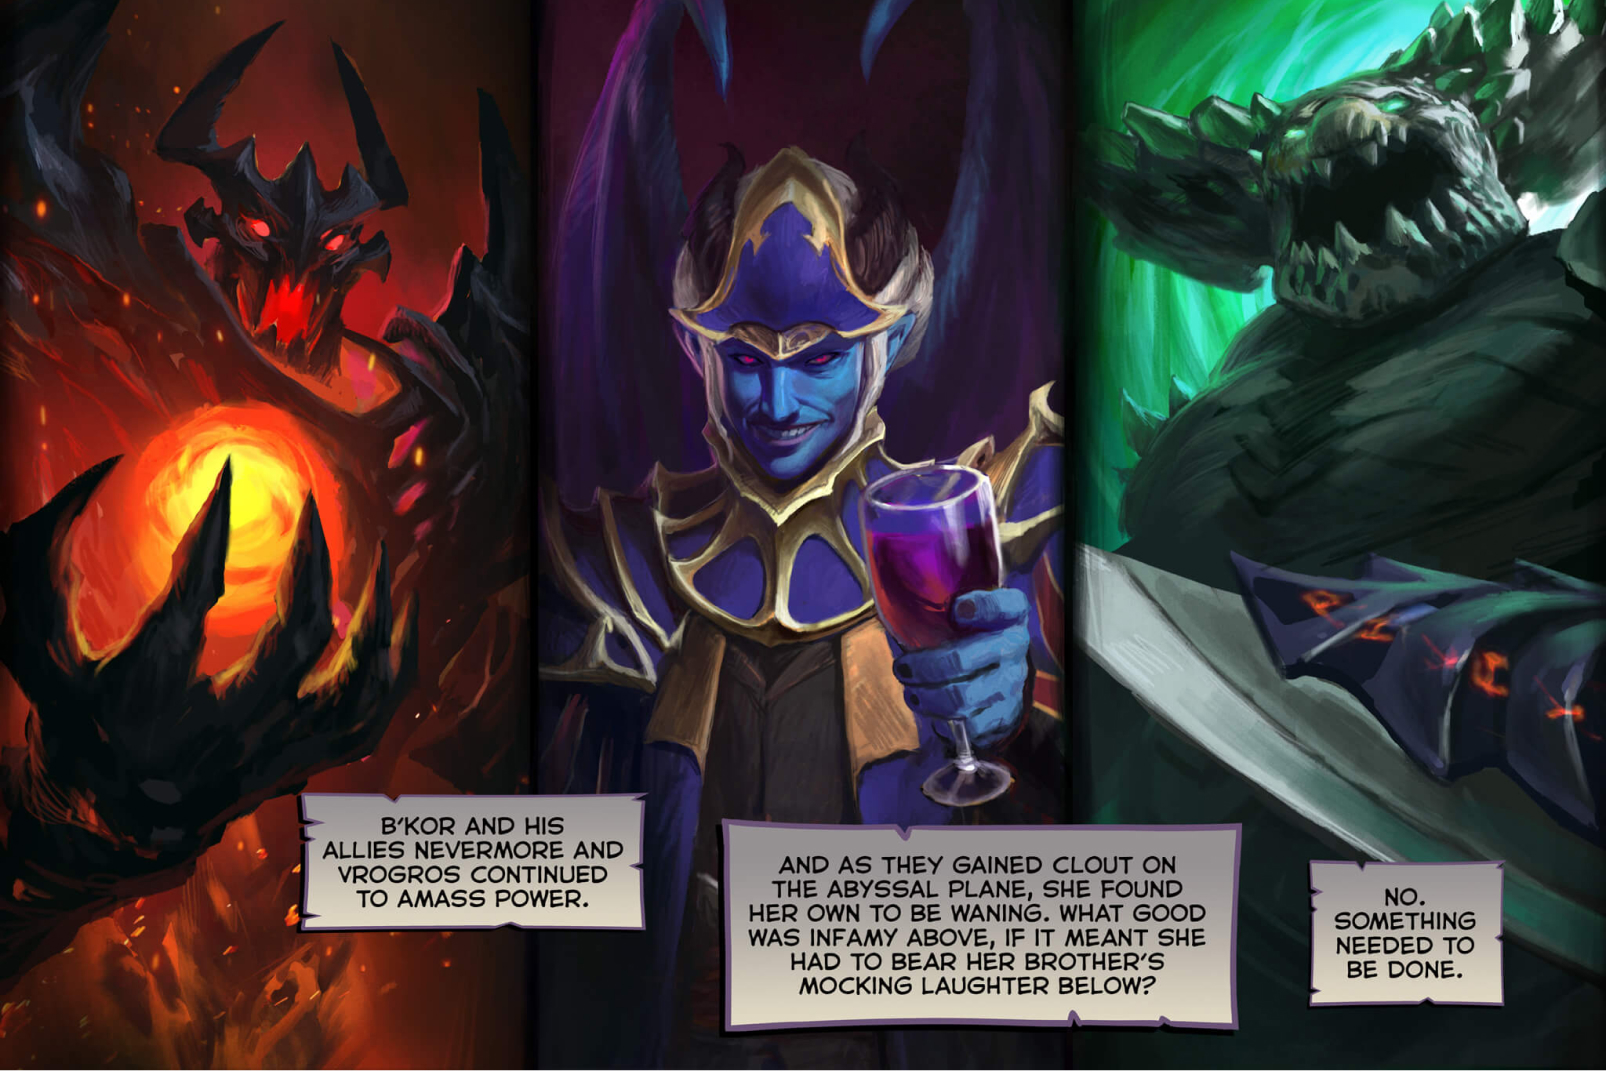 B'KOR AND HIS
ALLIES NEVERMORE AND
VROGROS CONTINUED
TO AMASS POWER.
AND AS THEY GAINED CLOUT ON
THE ABYSSAL PLANE, SHE FOUND
HER OWN TO BE WANING. WHAT GOOD
WAS INFAMY ABOVE, IF IT MEANT SHE
HAD TO BEAR HER BROTHER'S
MOCKING LAUGHTER BELOW?
NO.
SOMETHING
NEEDED TO
BE DONE.